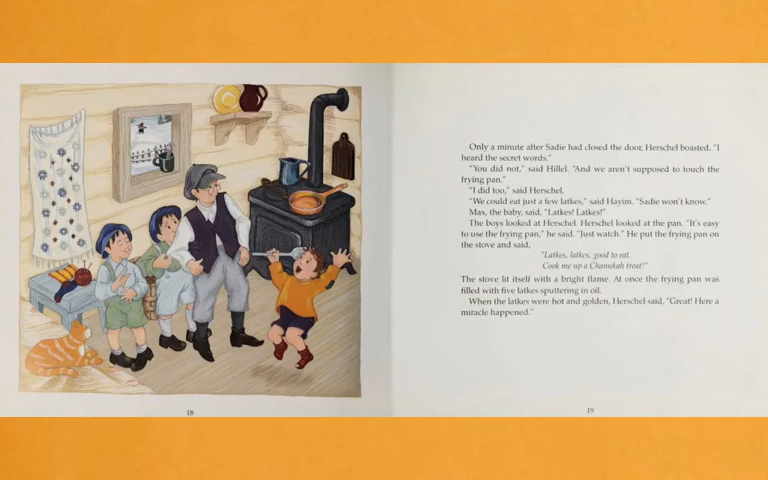 Only a minute after Sadie had closed the door, Herschel boasted, "I
heard the secret words."
"You did not," said Hillel. "And we aren't supposed to touch the
frying pan."
"I did too," said Herschel.
"We could eat just a few latkes," said Hayim. "Sadie won't know."
Max, the baby, said, "Latkes! Latkes!"
The boys looked at Herschel. Herschel looked at the pan. "It's easy
to use the frying pan," he said. "Just watch." He put the frying pan on
the stove and said,
"Latkes, latkes, good to eat.
Cook me up a Chanukah treat!"
The stove lit itself with a bright flame. At once the frying pan was
filled with five latkes sputtering in oil.
When the latkes were hot and golden, Herschel said, "Great! Here a
miracle happened."
18
19